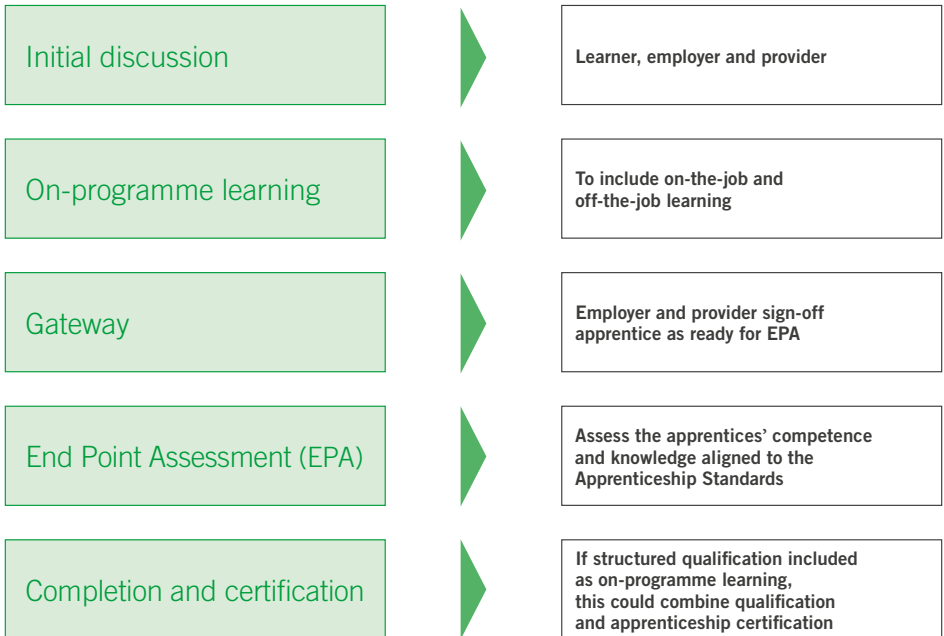 Initial discussion
Learner, employer and provider
On-programme learning
To include on-the-job and
off-the-job learning
Gateway
Employer and provider sign-off
apprentice as ready for EPA
End Point Assessment (EPA)
Assess the apprentices’ competence
and knowledge aligned to the
Apprenticeship Standards
Completion and certification
If structured qualification included
as on-programme learning,
this could combine qualification
and apprenticeship certification